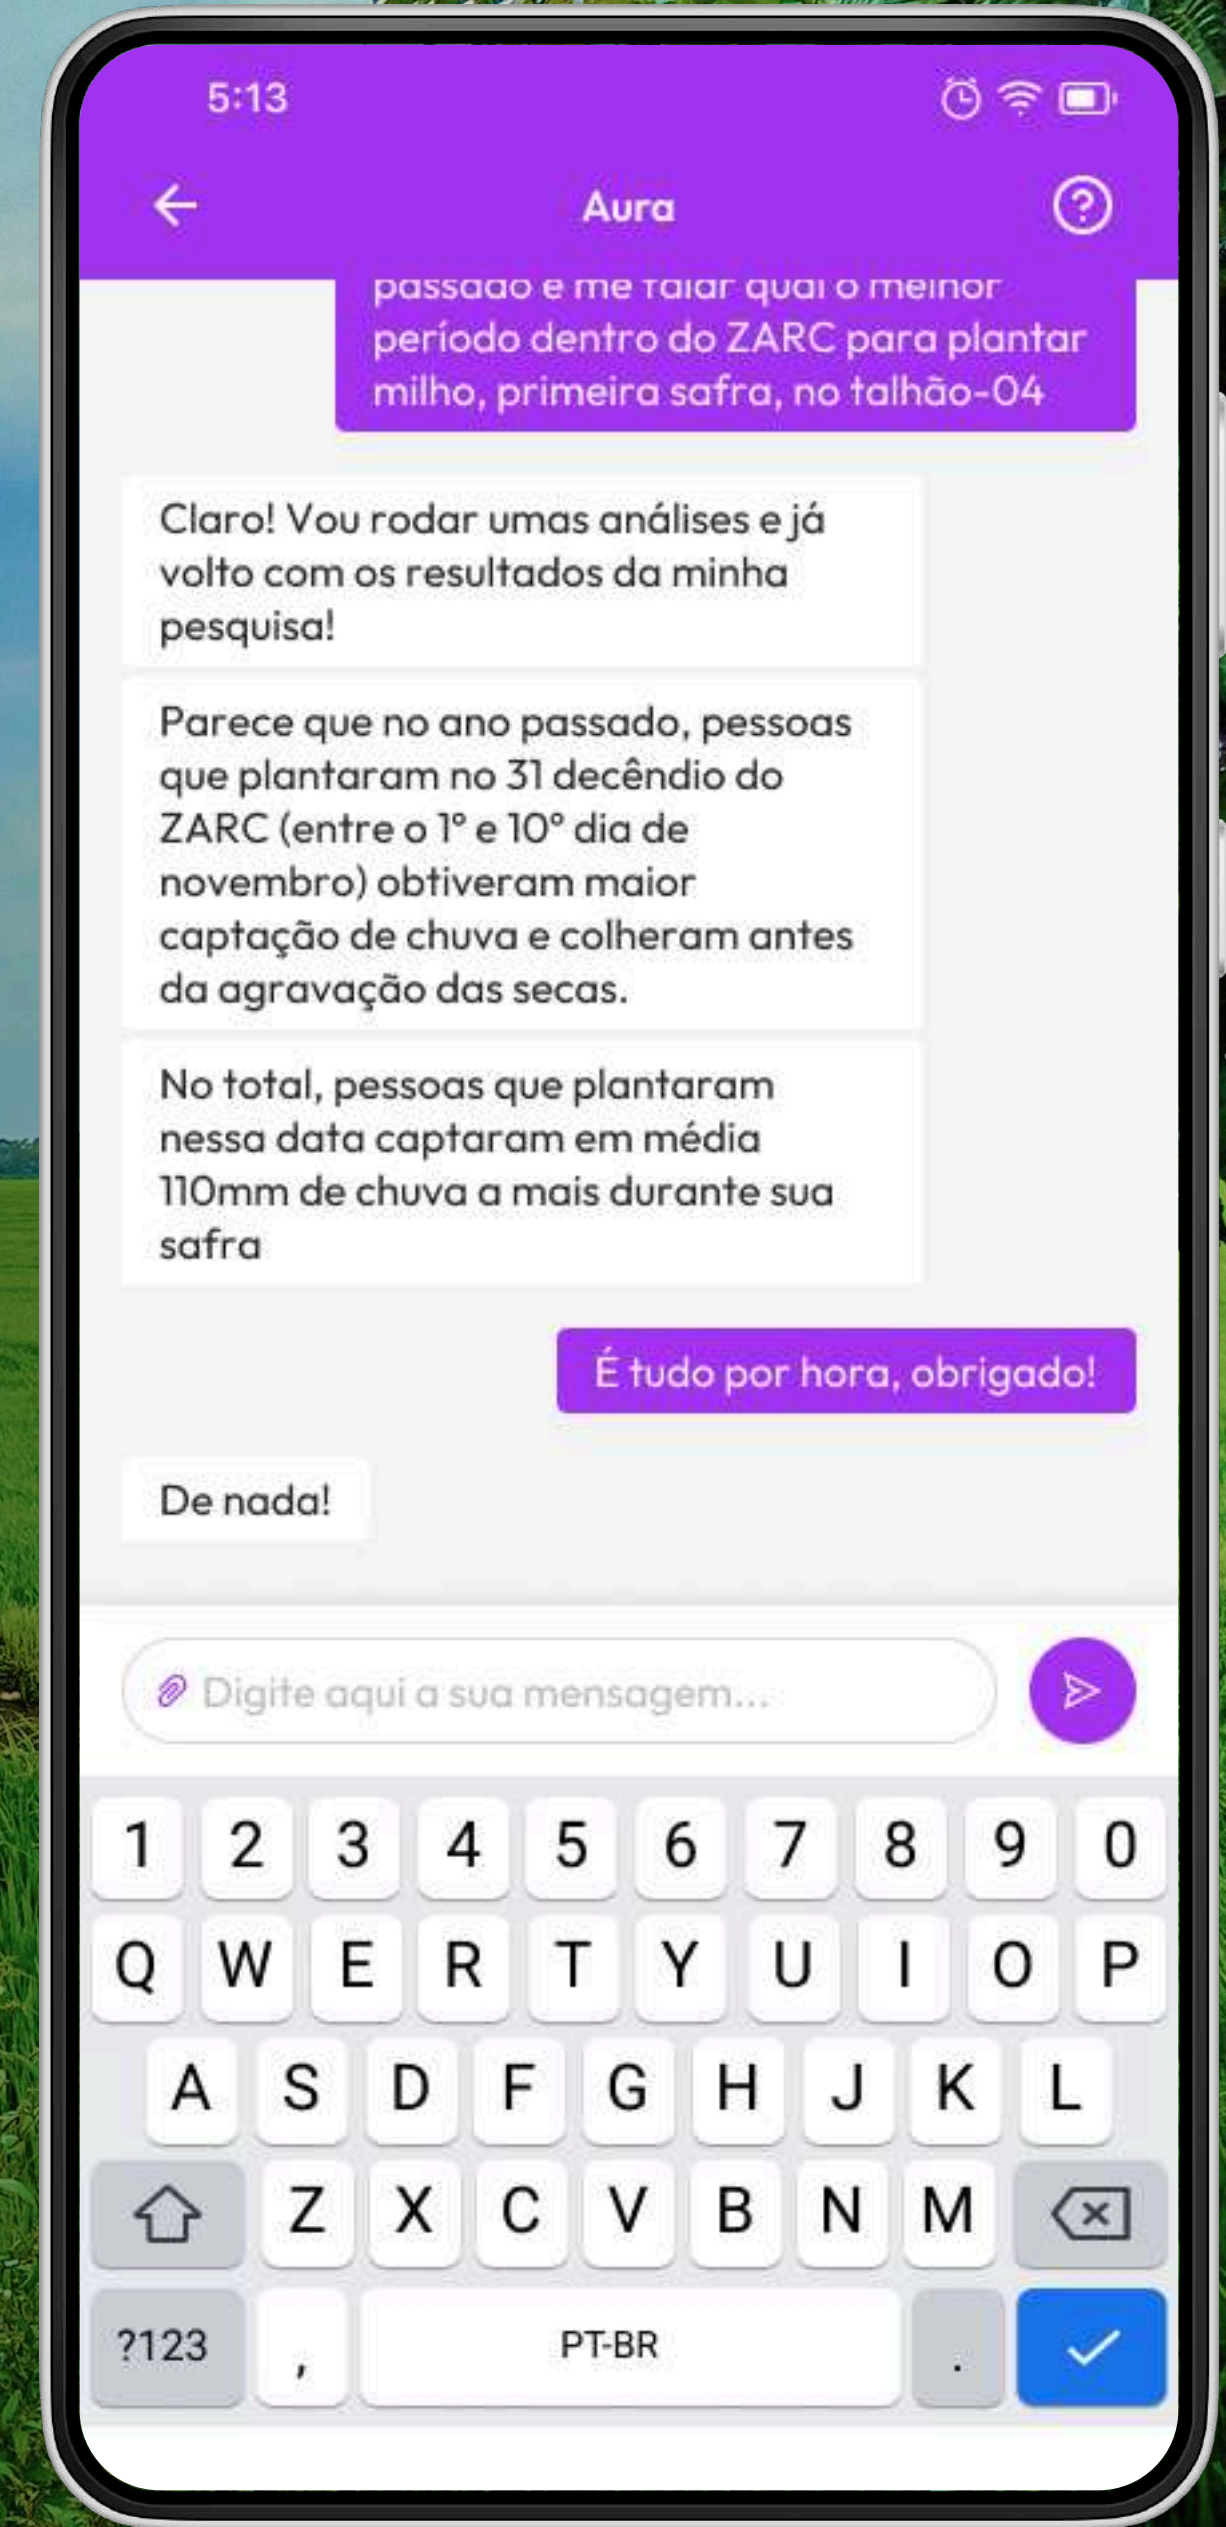 5:13
Aura
passado e me falar qual o melhor
período dentro do ZARC para plantar
milho, primeira safra, no talhão-04
Claro! Vou rodar umas análises e já
volto com os resultados da minha
pesquisa!
Parece que no ano passado, pessoas
que plantaram no 31 decêndio do
ZARC (entre o 1° e 10° dia de
novembro) obtiveram maior
captação de chuva e colheram antes
da agravação das secas.
No total, pessoas que plantaram
nessa data captaram em média
110mm de chuva a mais durante sua
safra
É tudo por hora, obrigado!
De nada!
Digite aqui a sua mensagem...
1 2 3 4 5 6 7 8 9 0
Q W E R T Y U I O P
A S D F G H J K L
Z X C V B N M
?123 , PT-BR .